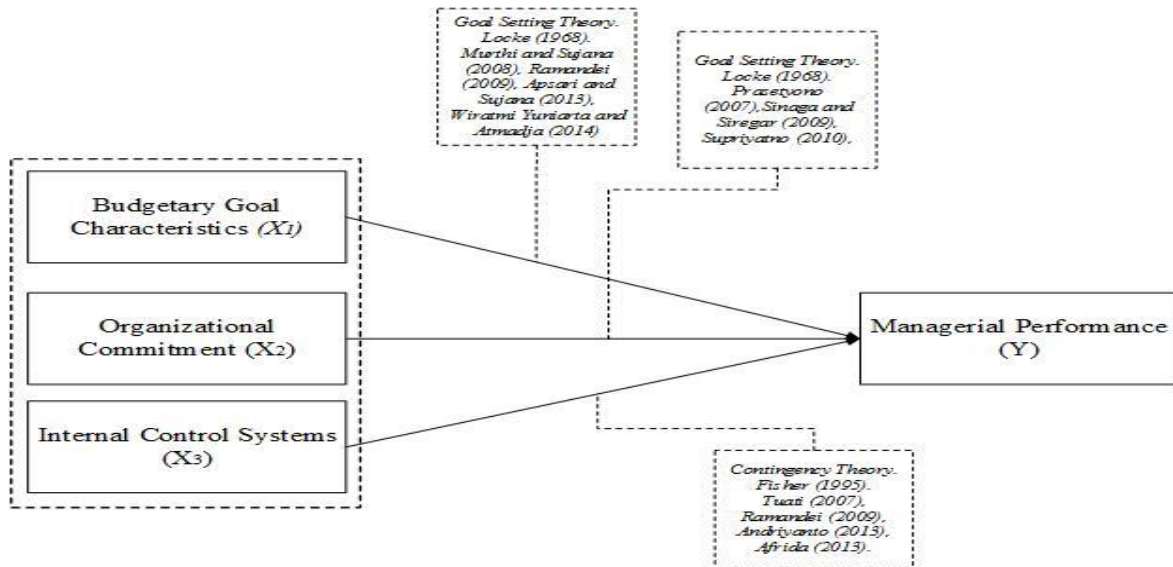 Goal Setting Theory.
Locke (1968).
Murthi and Sujana
(2008), Ramandei
(2009), Apsari and
Sujana (2013),
Wiratmi Yuniarta and
Atmadja (2014)
Goal Setting Theory.
Locke (1968).
Prasetyono
(2007),Sinaga and
Siregar (2009),
Supriyatno (2010),
Budgetary Goal
Characteristics (X1)
Organizational
Commitment (X2)
Internal Control Systems
(X3)
Managerial Performance
(Y)
Contingency Theory.
Fisher (1995).
Tuati (2007),
Ramandei (2009),
Andriyanto (2013),
Afrida (2013).